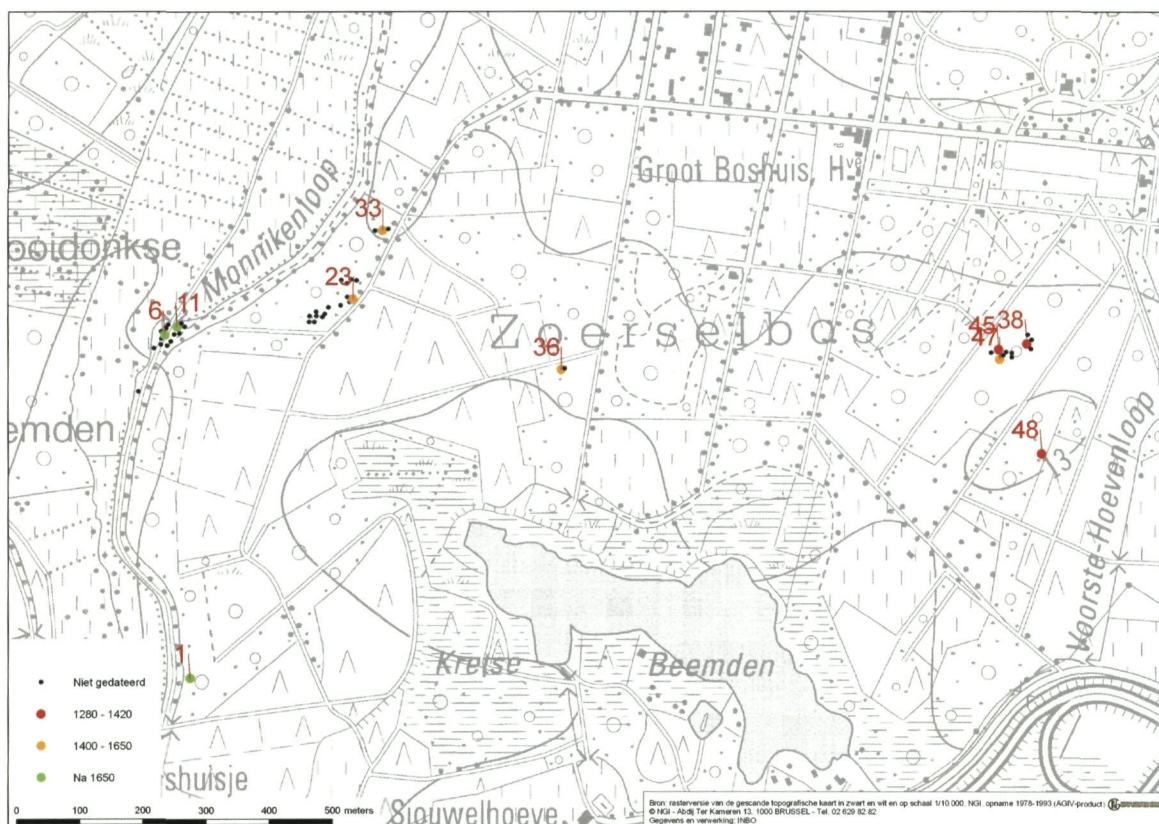 Groot Boshuis, H^ve
33
ooidonkse
Monnikenloop
23
6 11
Zoerselbos
45 38
47
36
emden
48
13
Voorste-Hoevenloop
Kretse Beemden
1
Niet gedateerd
1280 - 1420
1400 - 1650
Na 1650
shuisje
Sjouwelhoeve
0 100 200 300 400 500 meters
Bron: rasterversie van de gescande topografische kaart in zwart en wit en op schaal 1/10.000, NGI, opname 1978-1993 (AGIV-product)
© NGI - Abdij Ter Kameren 13, 1000 BRUSSEL - Tel. 02 629 82 82
Gegevens en verwerking: INBO